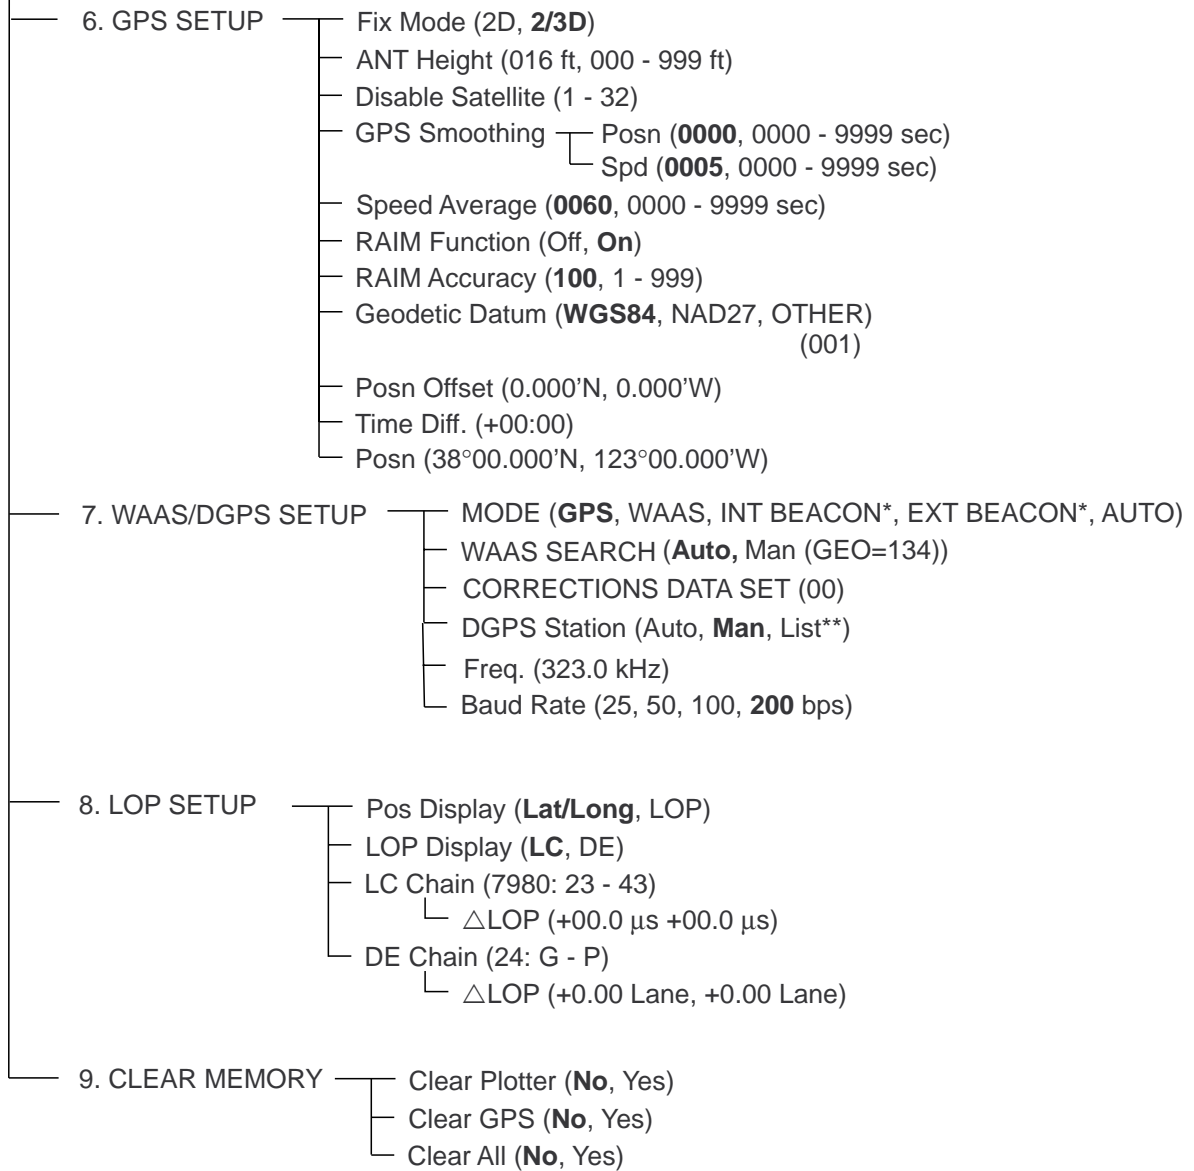 6. GPS SETUP Fix Mode (2D, 2/3D)
ANT Height (016 ft, 000 - 999 ft)
Disable Satellite (1 - 32)
GPS Smoothing Posn (0000, 0000 - 9999 sec)
Spd (0005, 0000 - 9999 sec)
Speed Average (0060, 0000 - 9999 sec)
RAIM Function (Off, On)
RAIM Accuracy (100, 1 - 999)
Geodetic Datum (WGS84, NAD27, OTHER)
(001)
Posn Offset (0.000’N, 0.000’W)
Time Diff. (+00:00)
Posn (38°00.000’N, 123°00.000’W)
7. WAAS/DGPS SETUP MODE (GPS, WAAS, INT BEACON*, EXT BEACON*, AUTO)
WAAS SEARCH (Auto, Man (GEO=134))
CORRECTIONS DATA SET (00)
DGPS Station (Auto, Man, List**)
Freq. (323.0 kHz)
Baud Rate (25, 50, 100, 200 bps)
8. LOP SETUP Pos Display (Lat/Long, LOP)
LOP Display (LC, DE)
LC Chain (7980: 23 - 43)
△LOP (+00.0 µs +00.0 µs)
DE Chain (24: G - P)
△LOP (+0.00 Lane, +0.00 Lane)
9. CLEAR MEMORY Clear Plotter (No, Yes)
Clear GPS (No, Yes)
Clear All (No, Yes)